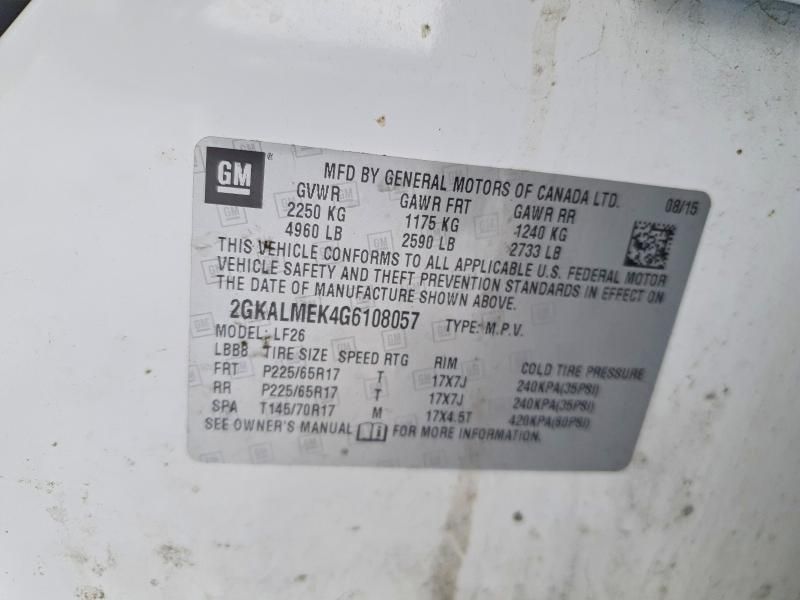 GM ® MFD BY GENERAL MOTORS OF CANADA LTD. 08/15
GVWR GAWR FRT GAWR RR
2250 KG 1175 KG 1240 KG
4960 LB 2590 LB 2733 LB
THIS VEHICLE CONFORMS TO ALL APPLICABLE U.S. FEDERAL MOTOR
VEHICLE SAFETY AND THEFT PREVENTION STANDARDS IN EFFECT ON
THE DATE OF MANUFACTURE SHOWN ABOVE.
2GKALMEK4G6108057 TYPE: M.P.V.
MODEL: LF26
LBBB TIRE SIZE SPEED RTG RIM COLD TIRE PRESSURE
FRT P225/65R17 T 17X7J 240KPA(35PSI)
RR P225/65R17 T 17X7J 240KPA(35PSI)
SPA T145/70R17 M 17X4.5T 420KPA(60PSI)
SEE OWNER'S MANUAL FOR MORE INFORMATION.